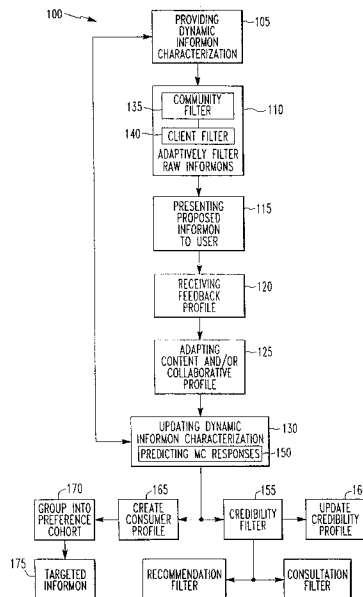 100
PROVIDING
DYNAMIC
INFORMON
CHARACTERIZATION
105
135
COMMUNITY
FILTER
110
140
CLIENT FILTER
ADAPTIVELY FILTER
RAW INFORMONS
PRESENTING
PROPOSED
INFORMON
TO USER
115
RECEIVING
FEEDBACK
PROFILE
120
ADAPTING
CONTENT AND/OR
COLLABORATIVE
PROFILE
125
UPDATING DYNAMIC
INFORMON CHARACTERIZATION
130
PREDICTING MC RESPONSES
150
170
GROUP INTO
PREFERENCE
COHORT
165
CREATE
CONSUMER
PROFILE
155
CREDIBILITY
FILTER
UPDATE
CREDIBILITY
PROFILE
175
TARGETED
INFORMON
RECOMMENDATION
FILTER
CONSULTATION
FILTER